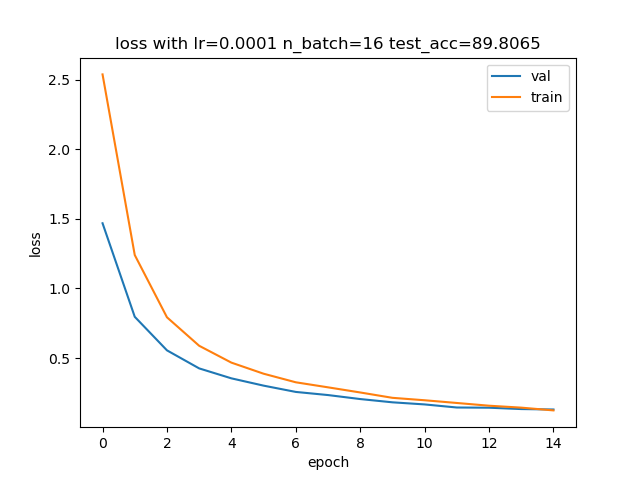 loss with lr=0.0001 n_batch=16 test_acc=89.8065
val
train
2.5
2.0
1.5
1.0
0.5
loss
0 2 4 6 8 10 12 14
epoch